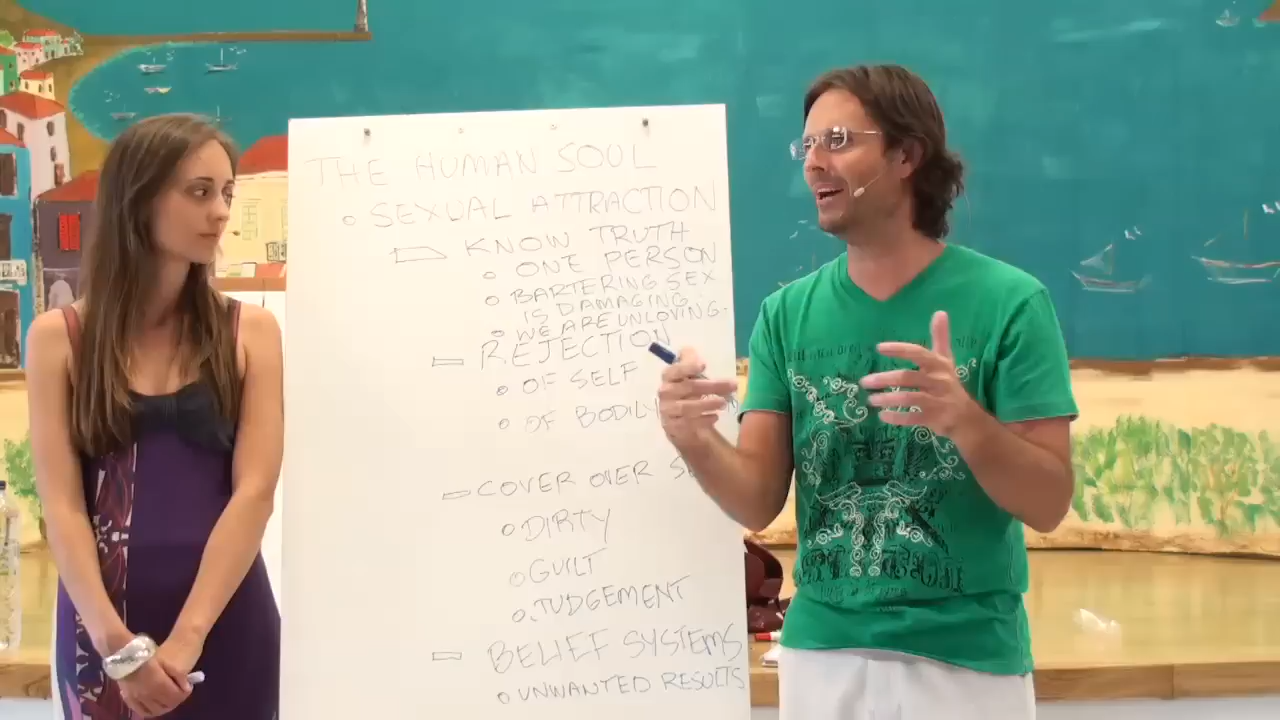 THE HUMAN SOUL
SEXUAL ATTRACTION
KNOW TRUTH
ONE PERSON
BARTERING SEX
IS DAMAGING.
WE ARE UNLOVING.
REJECTION
OF SELF
OF BODILY
COVER OVER
DIRTY
GUILT
JUDGEMENT
BELIEF SYSTEMS
UNWANTED RESULTS